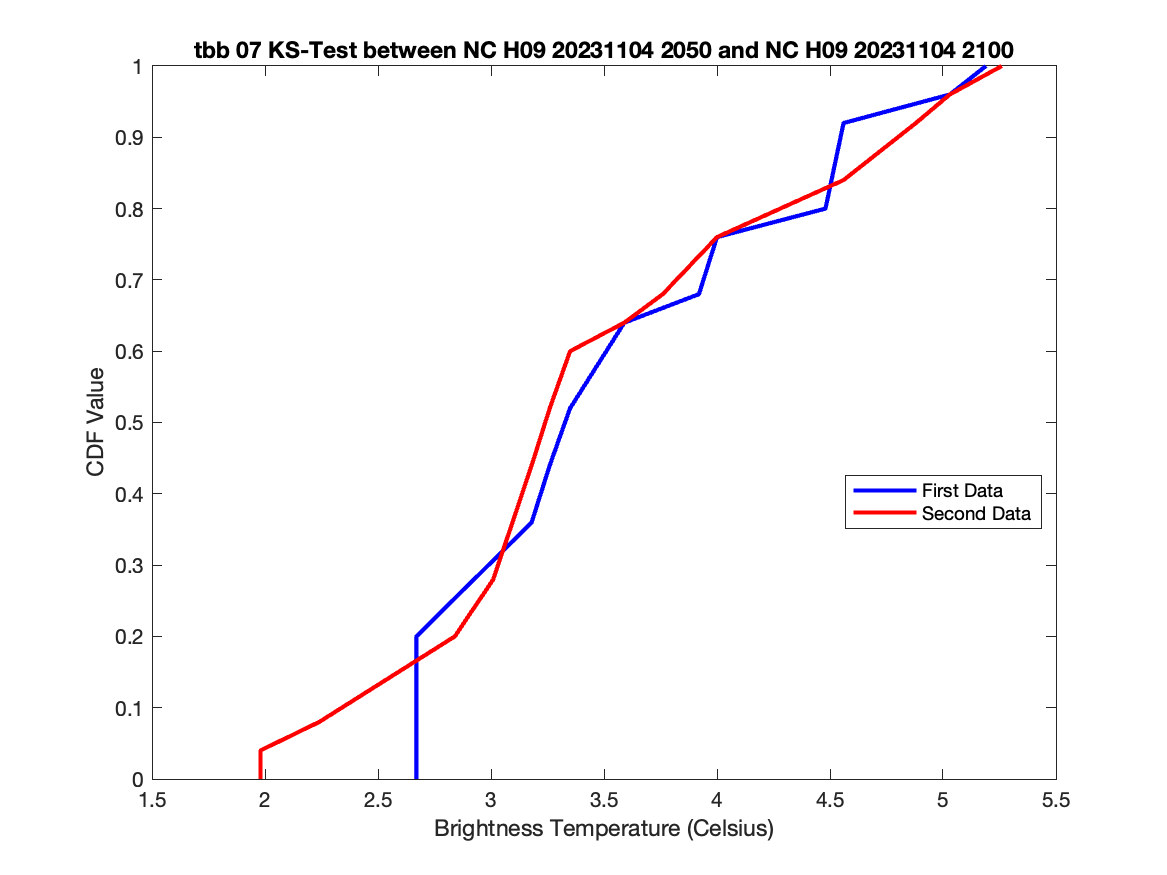 tbb 07 KS-Test between NC H09 20231104 2050 and NC H09 20231104 2100
1
0.9
0.8
0.7
0.6
0.5
0.4
0.3
0.2
0.1
0
CDF Value
First Data
Second Data
1.5 2 2.5 3 3.5 4 4.5 5 5.5
Brightness Temperature (Celsius)